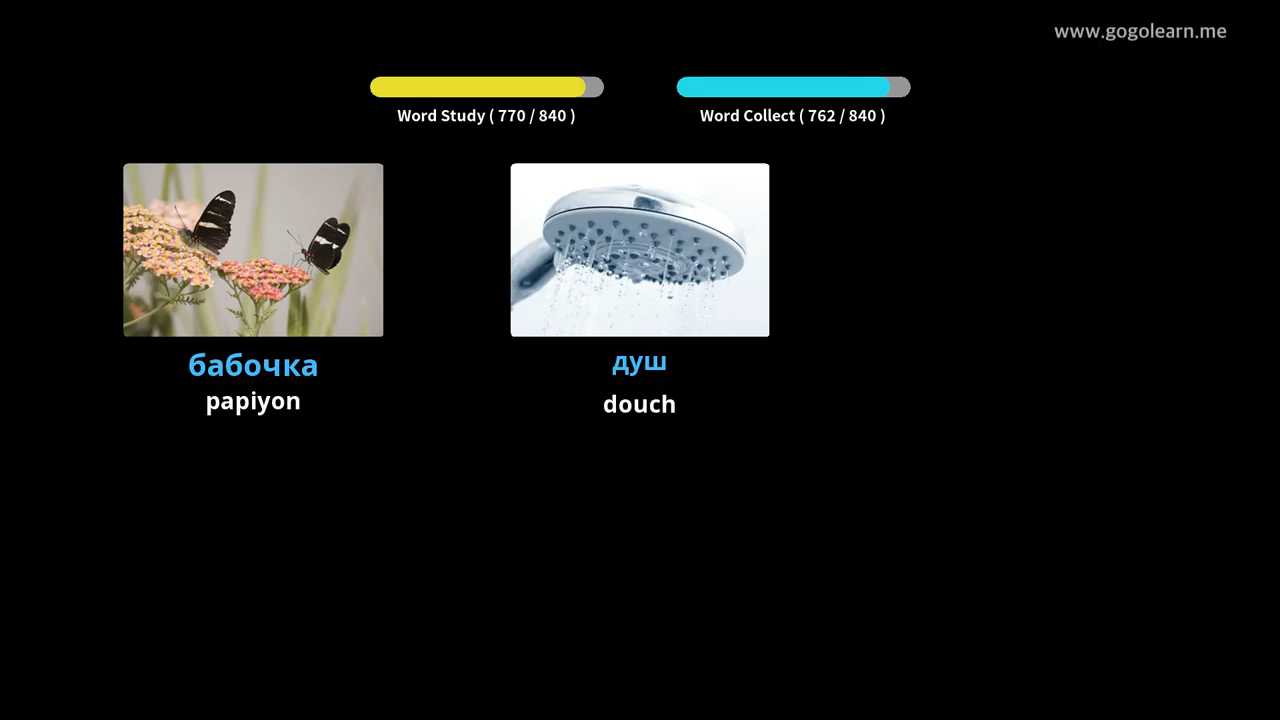 www.gogolearn.me
Word Study ( 770 / 840 )
Word Collect ( 762 / 840 )
бабочка
papiyon
душ
douch